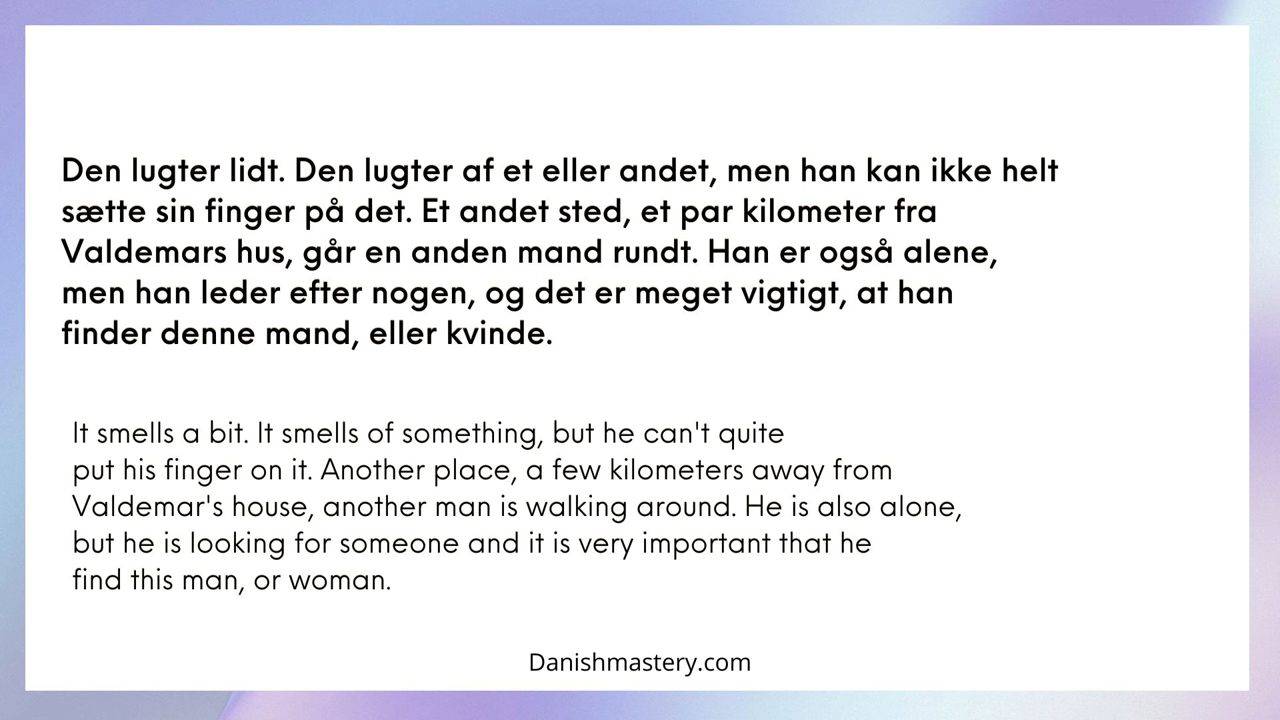 Den lugter lidt. Den lugter af et eller andet, men han kan ikke helt
sætte sin finger på det. Et andet sted, et par kilometer fra
Valdemars hus, går en anden mand rundt. Han er også alene,
men han leder efter nogen, og det er meget vigtigt, at han
finder denne mand, eller kvinde.
It smells a bit. It smells of something, but he can't quite
put his finger on it. Another place, a few kilometers away from
Valdemar's house, another man is walking around. He is also alone,
but he is looking for someone and it is very important that he
find this man, or woman.
Danishmastery.com